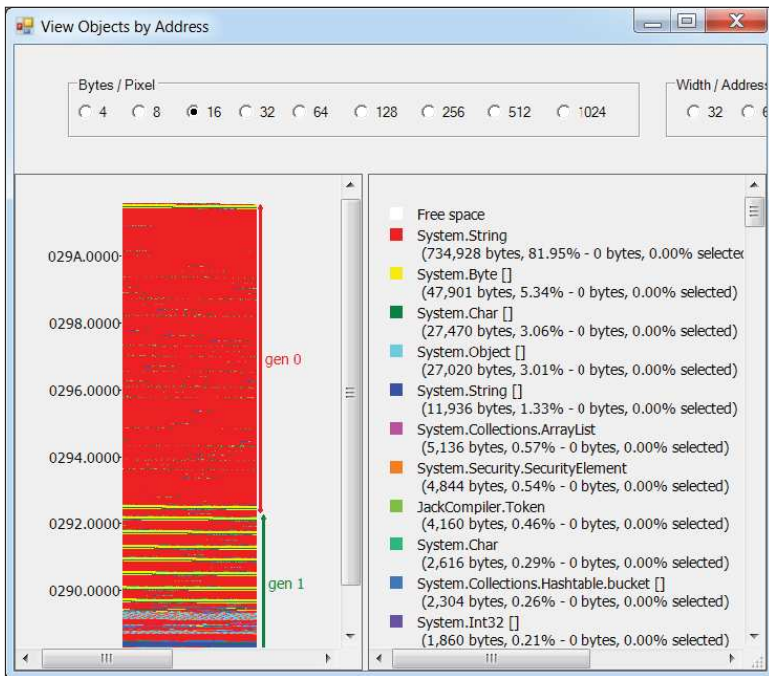 View Objects by Address
Bytes / Pixel
4 8 16 32 64 128 256 512 1024
Width / Address
32
Free space
System.String
(734,928 bytes, 81.95% - 0 bytes, 0.00% selected
System.Byte []
(47,901 bytes, 5.34% - 0 bytes, 0.00% selected)
System.Char []
(27,470 bytes, 3.06% - 0 bytes, 0.00% selected)
System.Object []
(27,020 bytes, 3.01% - 0 bytes, 0.00% selected)
System.String []
(11,936 bytes, 1.33% - 0 bytes, 0.00% selected)
System.Collections.ArrayList
(5,136 bytes, 0.57% - 0 bytes, 0.00% selected)
System.Security.SecurityElement
(4,844 bytes, 0.54% - 0 bytes, 0.00% selected)
JackCompiler.Token
(4,160 bytes, 0.46% - 0 bytes, 0.00% selected)
System.Char
(2,616 bytes, 0.29% - 0 bytes, 0.00% selected)
System.Collections.Hashtable.bucket []
(2,304 bytes, 0.26% - 0 bytes, 0.00% selected)
System.Int32 []
(1,860 bytes, 0.21% - 0 bytes, 0.00% selected)
029A.0000
0298.0000
gen 0
0296.0000
0294.0000
0292.0000
gen 1
0290.0000